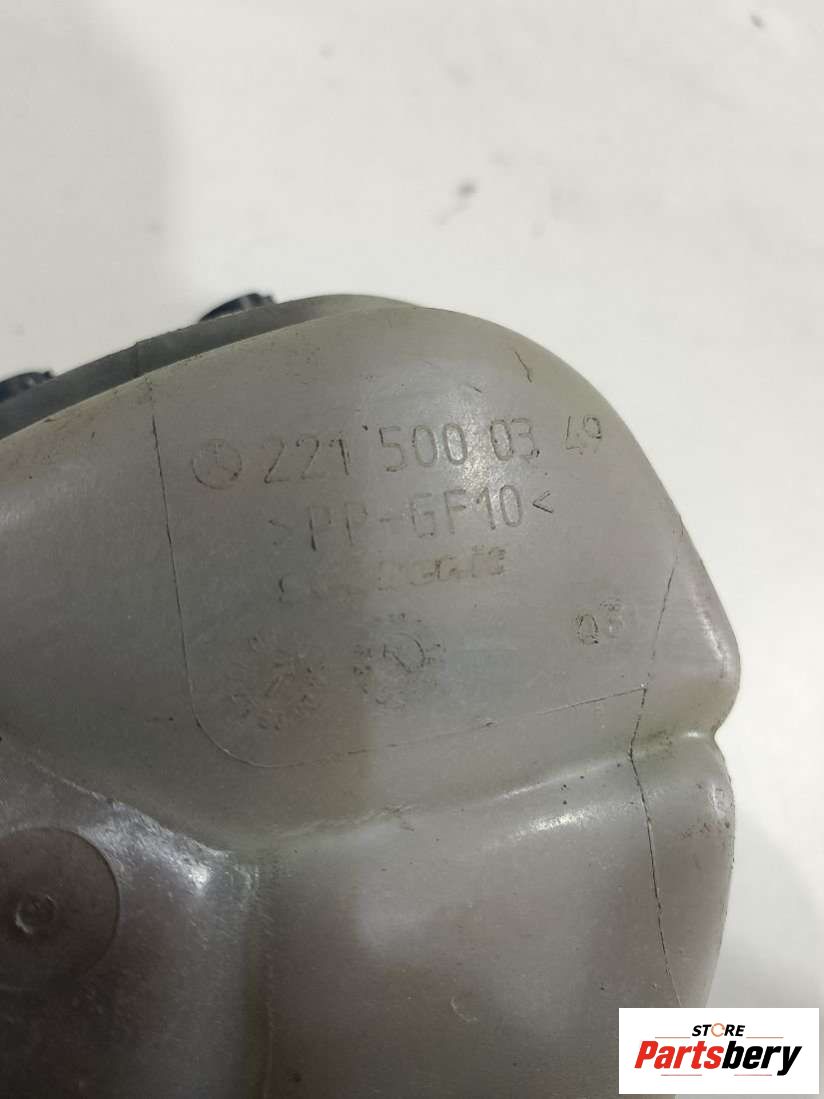 221 500 03 49
>PP-GF10<
STORE
Partsbery